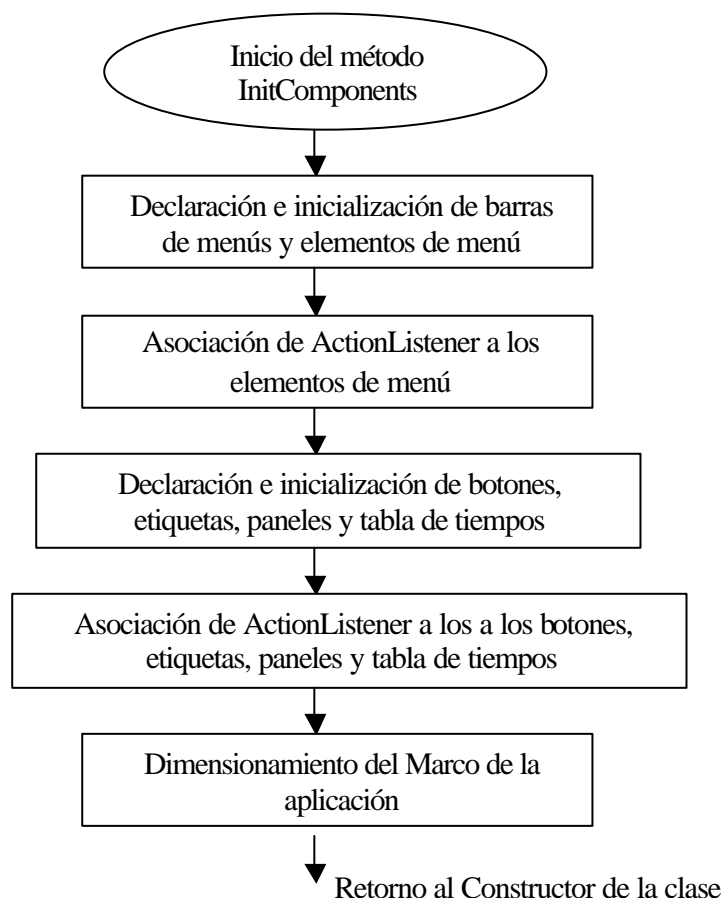 Inicio del método
InitComponents
Declaración e inicialización de barras
de menús y elementos de menú
Asociación de ActionListener a los
elementos de menú
Declaración e inicialización de botones,
etiquetas, paneles y tabla de tiempos
Asociación de ActionListener a los a los botones,
etiquetas, paneles y tabla de tiempos
Dimensionamiento del Marco de la
aplicación
Retorno al Constructor de la clase